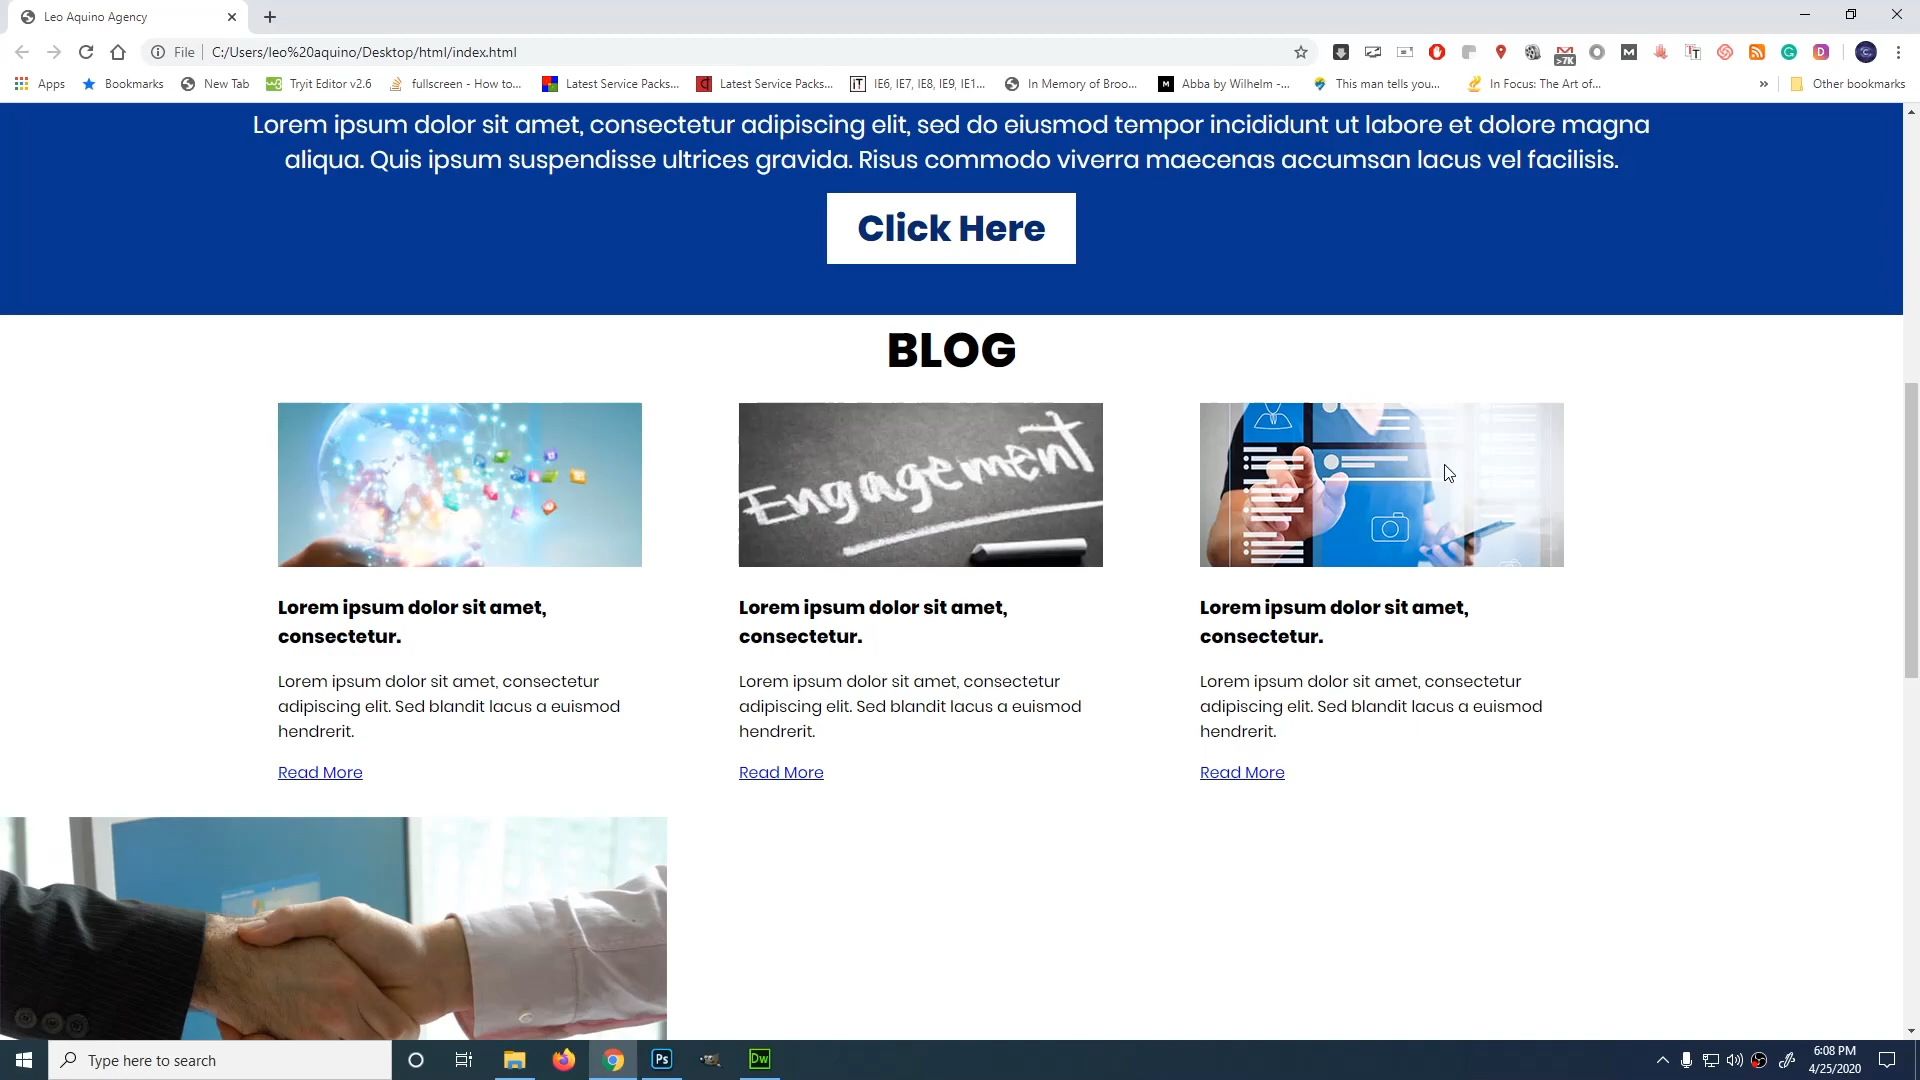 Leo Aquino Agency
File
C:/Users/leo%20aquino/Desktop/html/index.html
>7K
Apps
Bookmarks
New Tab
Tryit Editor v2.6
fullscreen - How to...
Latest Service Packs...
Latest Service Packs...
IE6, IE7, IE8, IE9, IE1...
In Memory of Broo...
Abba by Wilhelm -...
This man tells you...
In Focus: The Art of...
»
Other bookmarks
Lorem ipsum dolor sit amet, consectetur adipiscing elit, sed do eiusmod tempor incididunt ut labore et dolore magna
aliqua. Quis ipsum suspendisse ultrices gravida. Risus commodo viverra maecenas accumsan lacus vel facilisis.
Click Here
BLOG
Engagement
Lorem ipsum dolor sit amet,
consectetur.
Lorem ipsum dolor sit amet, consectetur
adipiscing elit. Sed blandit lacus a euismod
hendrerit.
Read More
Lorem ipsum dolor sit amet,
consectetur.
Lorem ipsum dolor sit amet, consectetur
adipiscing elit. Sed blandit lacus a euismod
hendrerit.
Read More
Lorem ipsum dolor sit amet,
consectetur.
Lorem ipsum dolor sit amet, consectetur
adipiscing elit. Sed blandit lacus a euismod
hendrerit.
Read More
Type here to search
Ps
Dw
6:08 PM
4/25/2020